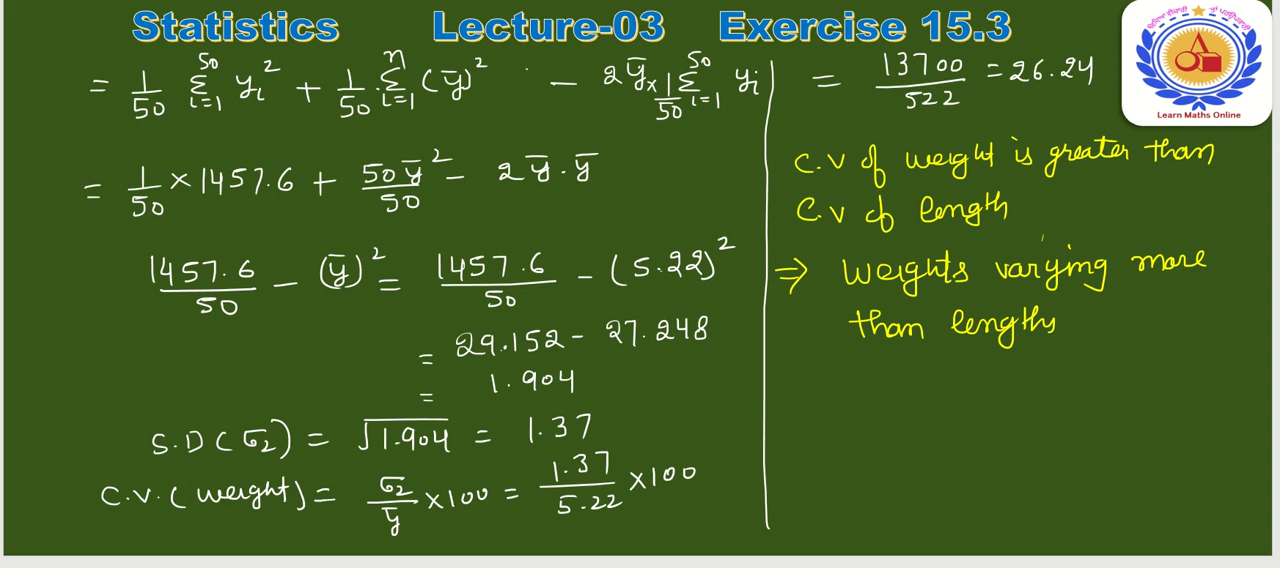 Statistics Lecture-03 Exercise 15.3
= 1/50 Σ_{i=1}^{50} y_i² + 1/50 . Σ_{i=1}^{n} (ȳ)² - 2ȳ × 1/50 Σ_{i=1}^{50} y_i
= 1/50 × 1457.6 + 50ȳ²/50 - 2ȳ.ȳ
1457.6/50 - (ȳ)² = 1457.6/50 - (5.22)²
= 29.152 - 27.248
= 1.904
S.D (σ2) = √1.904 = 1.37
C.V. (weight) = σ2/ȳ × 100 = 1.37/5.22 × 100
= 13700/522 = 26.24
C.V of weight is greater than
C.V of length
⇒ Weights varying more
than lengths
Learn Maths Online